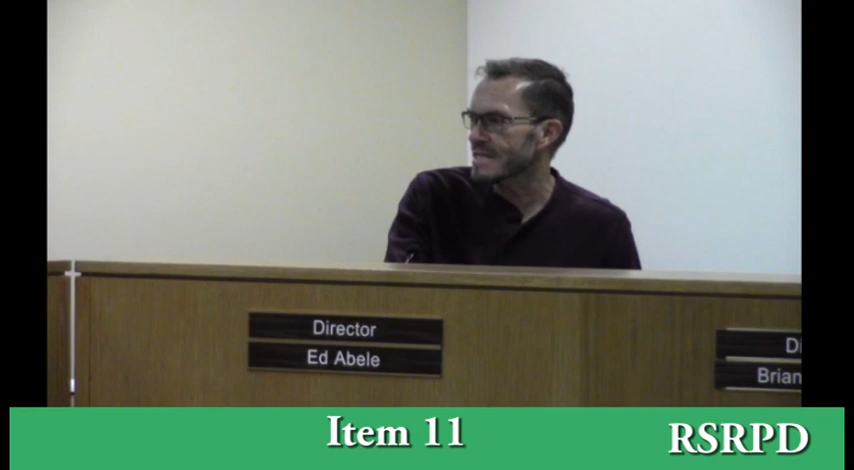 Director
Ed Abele
Brian
Item 11
RSRPD